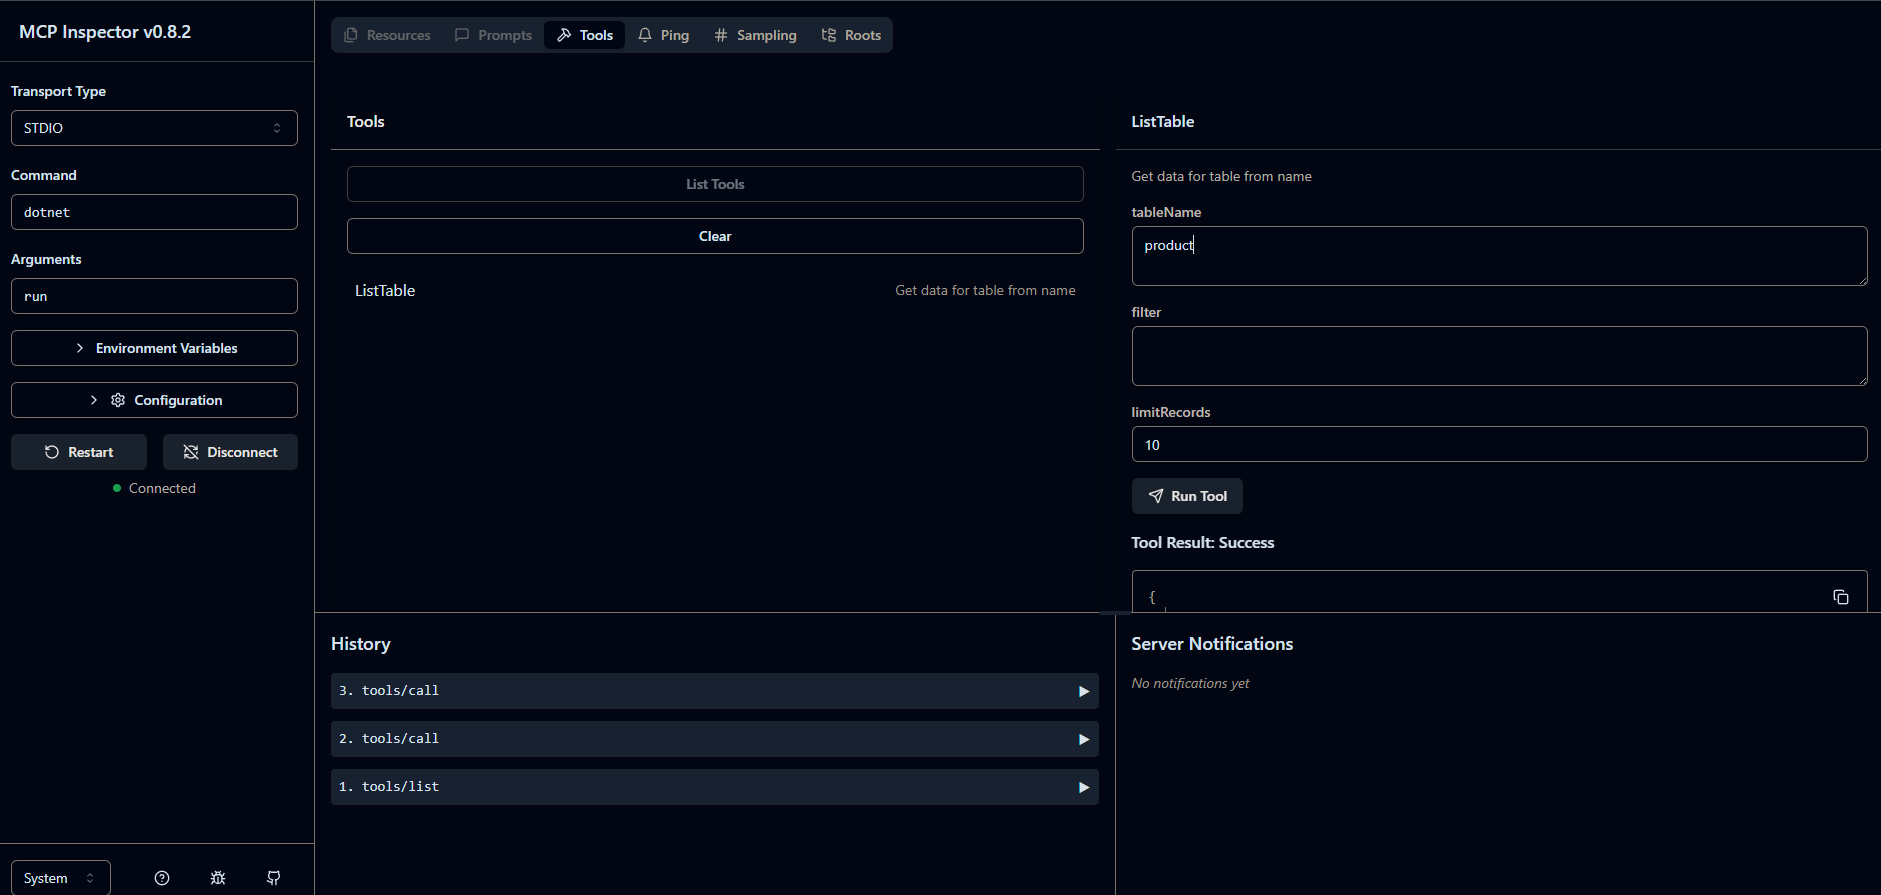 MCP Inspector v0.8.2
Transport Type
STDIO
Command
dotnet
Arguments
run
Environment Variables
Configuration
Restart
Disconnect
Connected
System
Resources
Prompts
Tools
Ping
Sampling
Roots
Tools
List Tools
Clear
ListTable
Get data for table from name
ListTable
Get data for table from name
tableName
product
filter
limitRecords
10
Run Tool
Tool Result: Success
{
History
3. tools/call
2. tools/call
1. tools/list
Server Notifications
No notifications yet